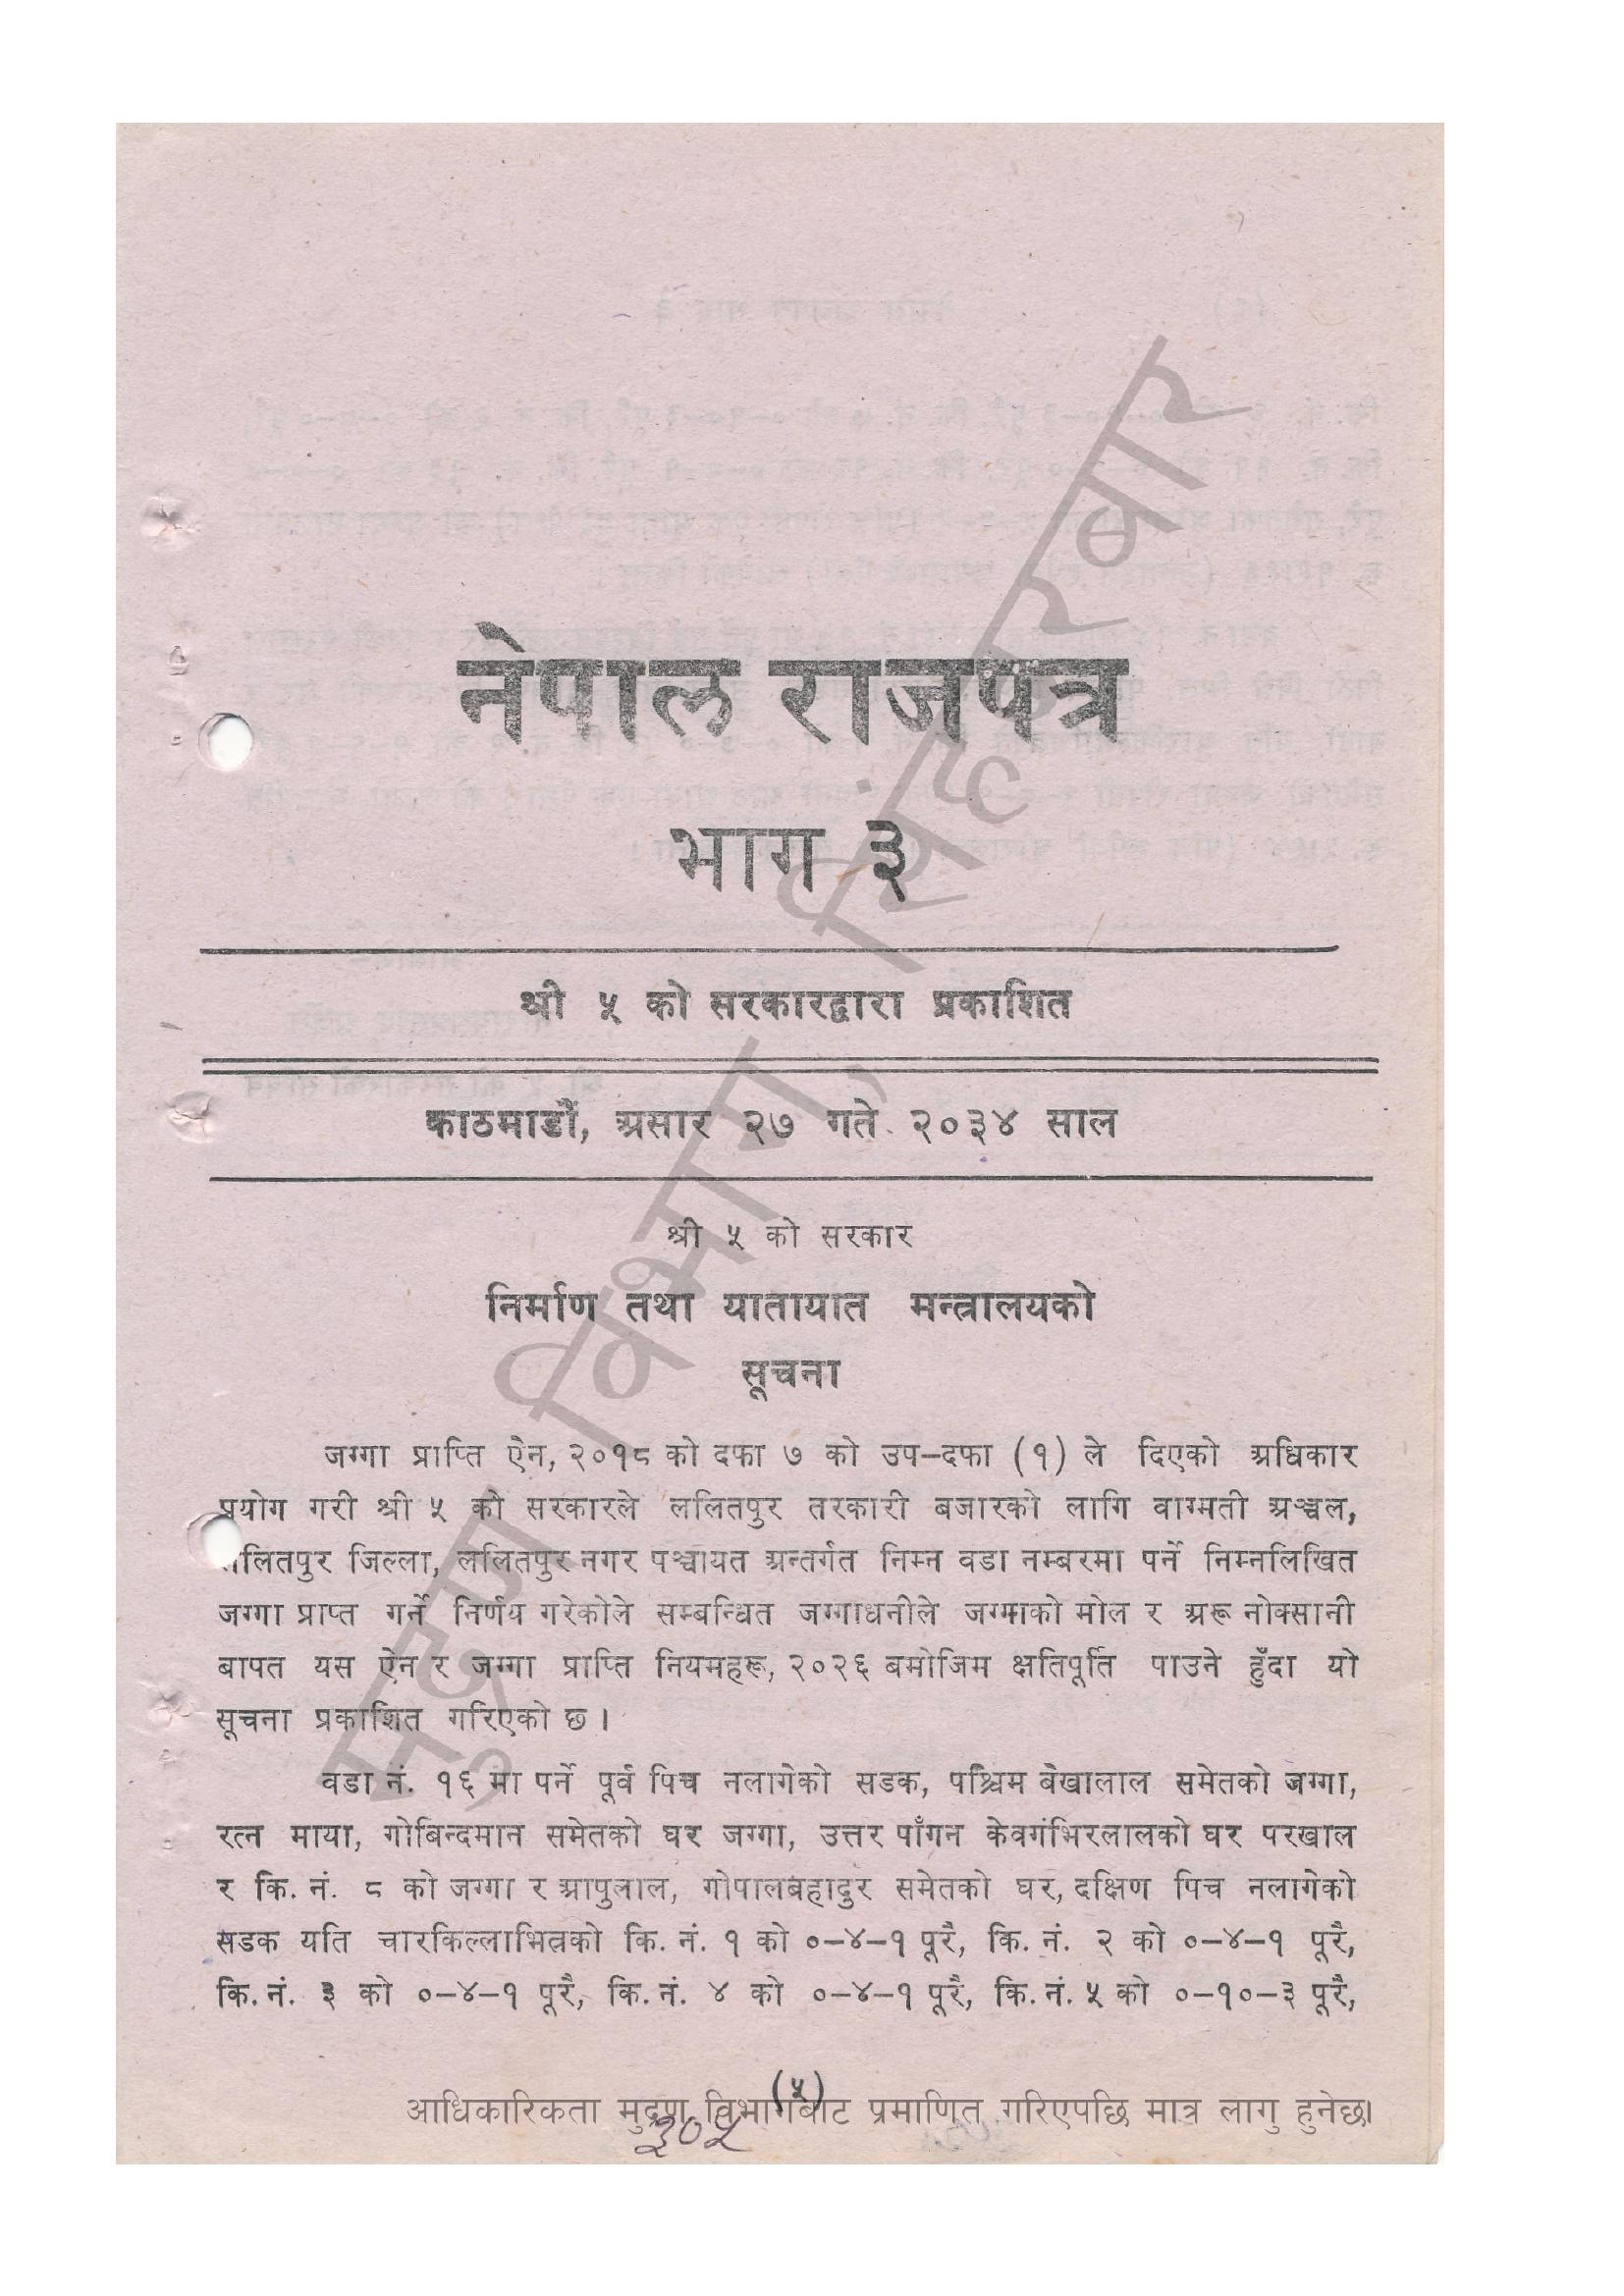 नेपाल राजपत्र
भाग ३
श्री ५ को सरकारद्वारा प्रकाशित
काठमाडौं, असार २७ गते २०३४ साल
श्री ५ को सरकार
निर्माण तथा यातायात मन्त्रालयको
सूचना
जग्गा प्राप्ति ऐन, २०१८ को दफा ७ को उप-दफा (१) ले दिएको अधिकार
प्रयोग गरी श्री ५ को सरकारले ललितपुर तरकारी बजारको लागि वाग्मती अञ्चल,
ललितपुर जिल्ला, ललितपुर नगर पञ्चायत अन्तर्गत निम्न वडा नम्बरमा पर्ने निम्नलिखित
जग्गा प्राप्त गर्ने निर्णय गरेकोले सम्बन्धित जग्गाधनीले जग्गाको मोल र अरू नोक्सानी
बापत यस ऐन र जग्गा प्राप्ति नियमहरू, २०२६ बमोजिम क्षतिपूर्ति पाउने हुँदा यो
सूचना प्रकाशित गरिएको छ ।
वडा नं. १६ मा पर्ने पूर्व पिच नलागेको सडक, पश्चिम बेखालाल समेतको जग्गा,
रत्न माया, गोबिन्दमान समेतको घर जग्गा, उत्तर पाँगन केवगंभिरलालको घर परखाल
र कि. नं. ८ को जग्गा र आपुलाल, गोपालबहादुर समेतको घर, दक्षिण पिच नलागेको
सडक यति चारकिल्लाभित्रको कि. नं. १ को ०-४-१ पूरै, कि. नं. २ को ०-४-१ पूरै,
कि. नं. ३ को ०-४-१ पूरै, कि. नं. ४ को ०-४-१ पूरै, कि. नं. ५ को ०-१०-३ पूरै,
(५)
आधिकारिकता मुद्रण विभागबाट प्रमाणित गरिएपछि मात्र लागु हुनेछ।
३०५
मुद्रण विभाग, सिंहदरबार